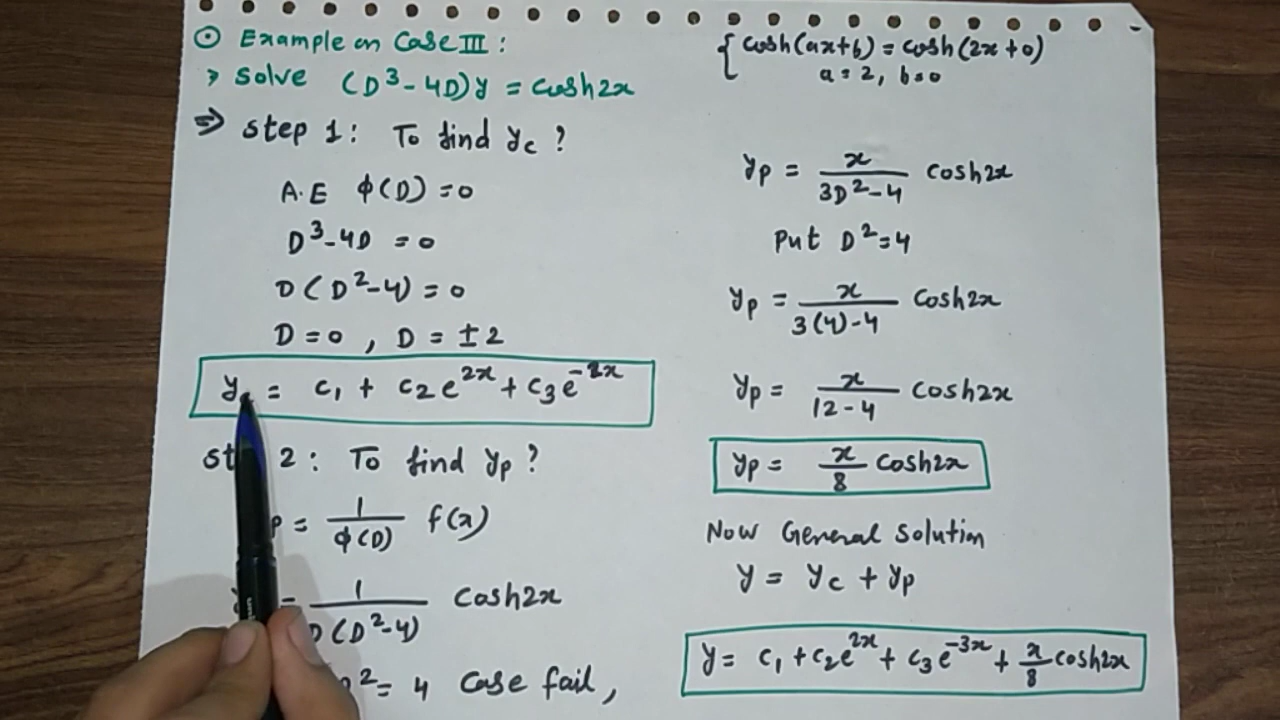 ⊙ Example on Case III :
> Solve (D³ - 4D)y = cosh2x
⇒ step 1: To find yc ?
A.E φ(D) = 0
D³ - 4D = 0
D(D² - 4) = 0
D = 0 , D = ± 2
yc = c₁ + c₂e^2x + c₃e^-2x
2 : To find yp ?
p = 1/φ(D) f(x)
= 1/D(D² - 4) cosh2x
D² = 4 Case fail,
{ cosh(ax+b) = cosh(2x+0)
a = 2, b = 0
yp = x/3D² - 4 cosh2x
Put D² = 4
yp = x/3(4) - 4 cosh2x
yp = x/12 - 4 cosh2x
yp = x/8 cosh2x
Now General Solution
y = yc + yp
y = c₁ + c₂e^2x + c₃e^-3x + x/8 cosh2x